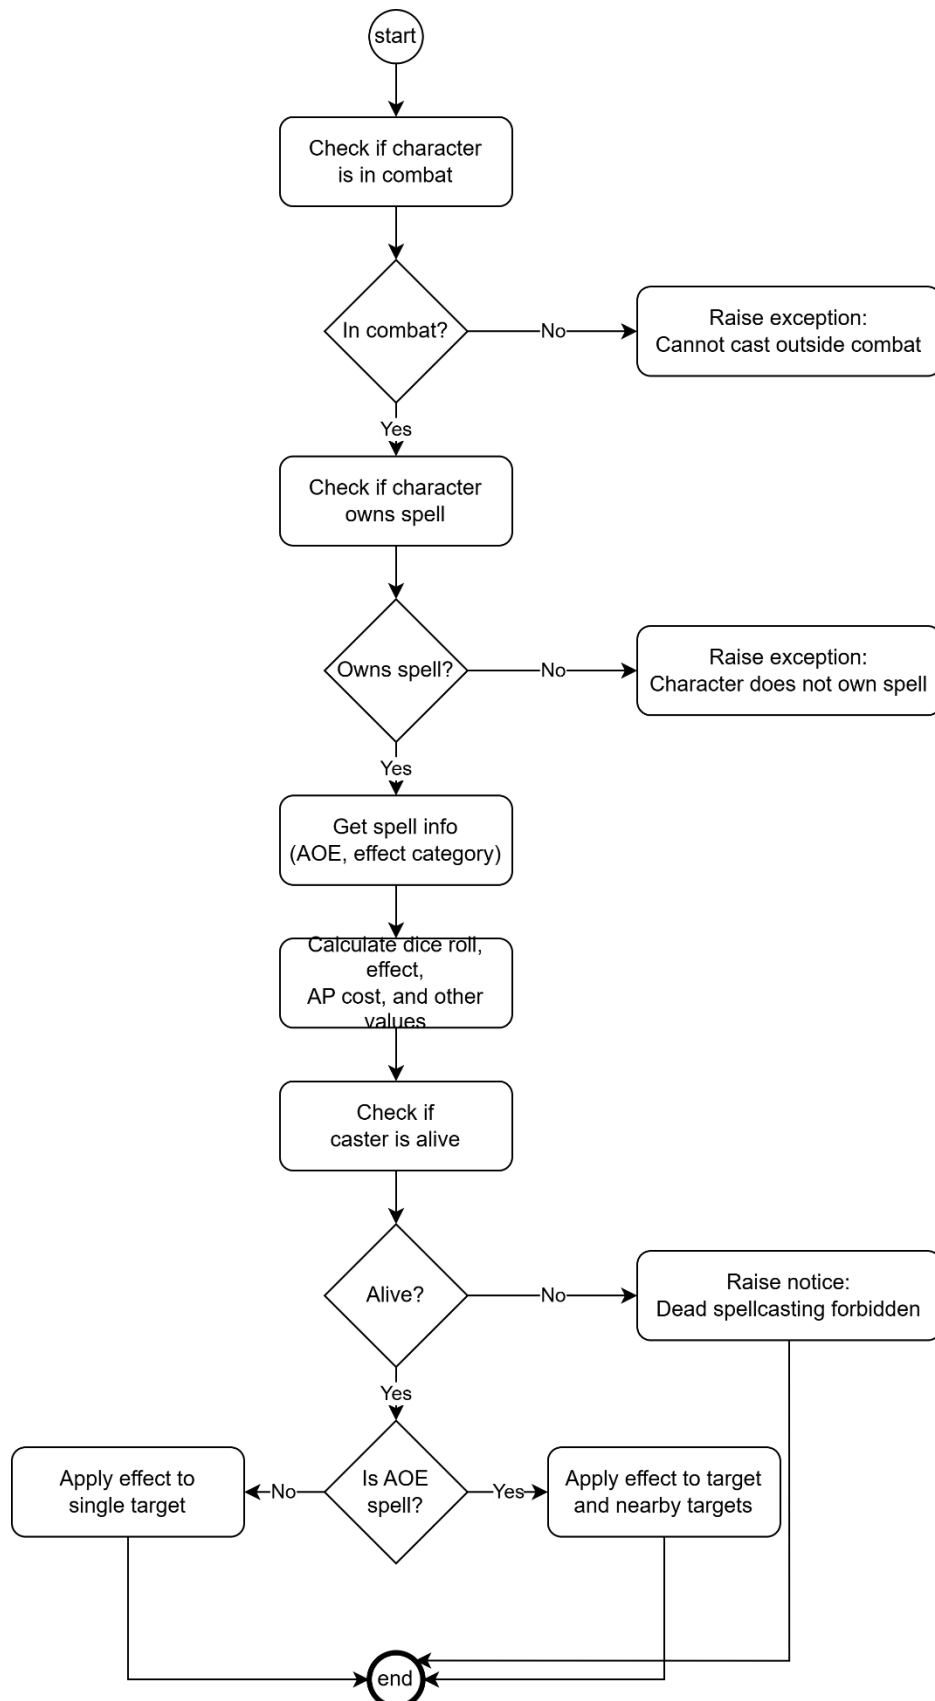 start
Check if character
is in combat
In combat?
No
Raise exception:
Cannot cast outside combat
Yes
Check if character
owns spell
Owns spell?
No
Raise exception:
Character does not own spell
Yes
Get spell info
(AOE, effect category)
Calculate dice roll,
effect,
AP cost, and other
values
Check if
caster is alive
Alive?
No
Raise notice:
Dead spellcasting forbidden
Yes
Apply effect to
single target
No
Is AOE
spell?
Yes
Apply effect to target
and nearby targets
end